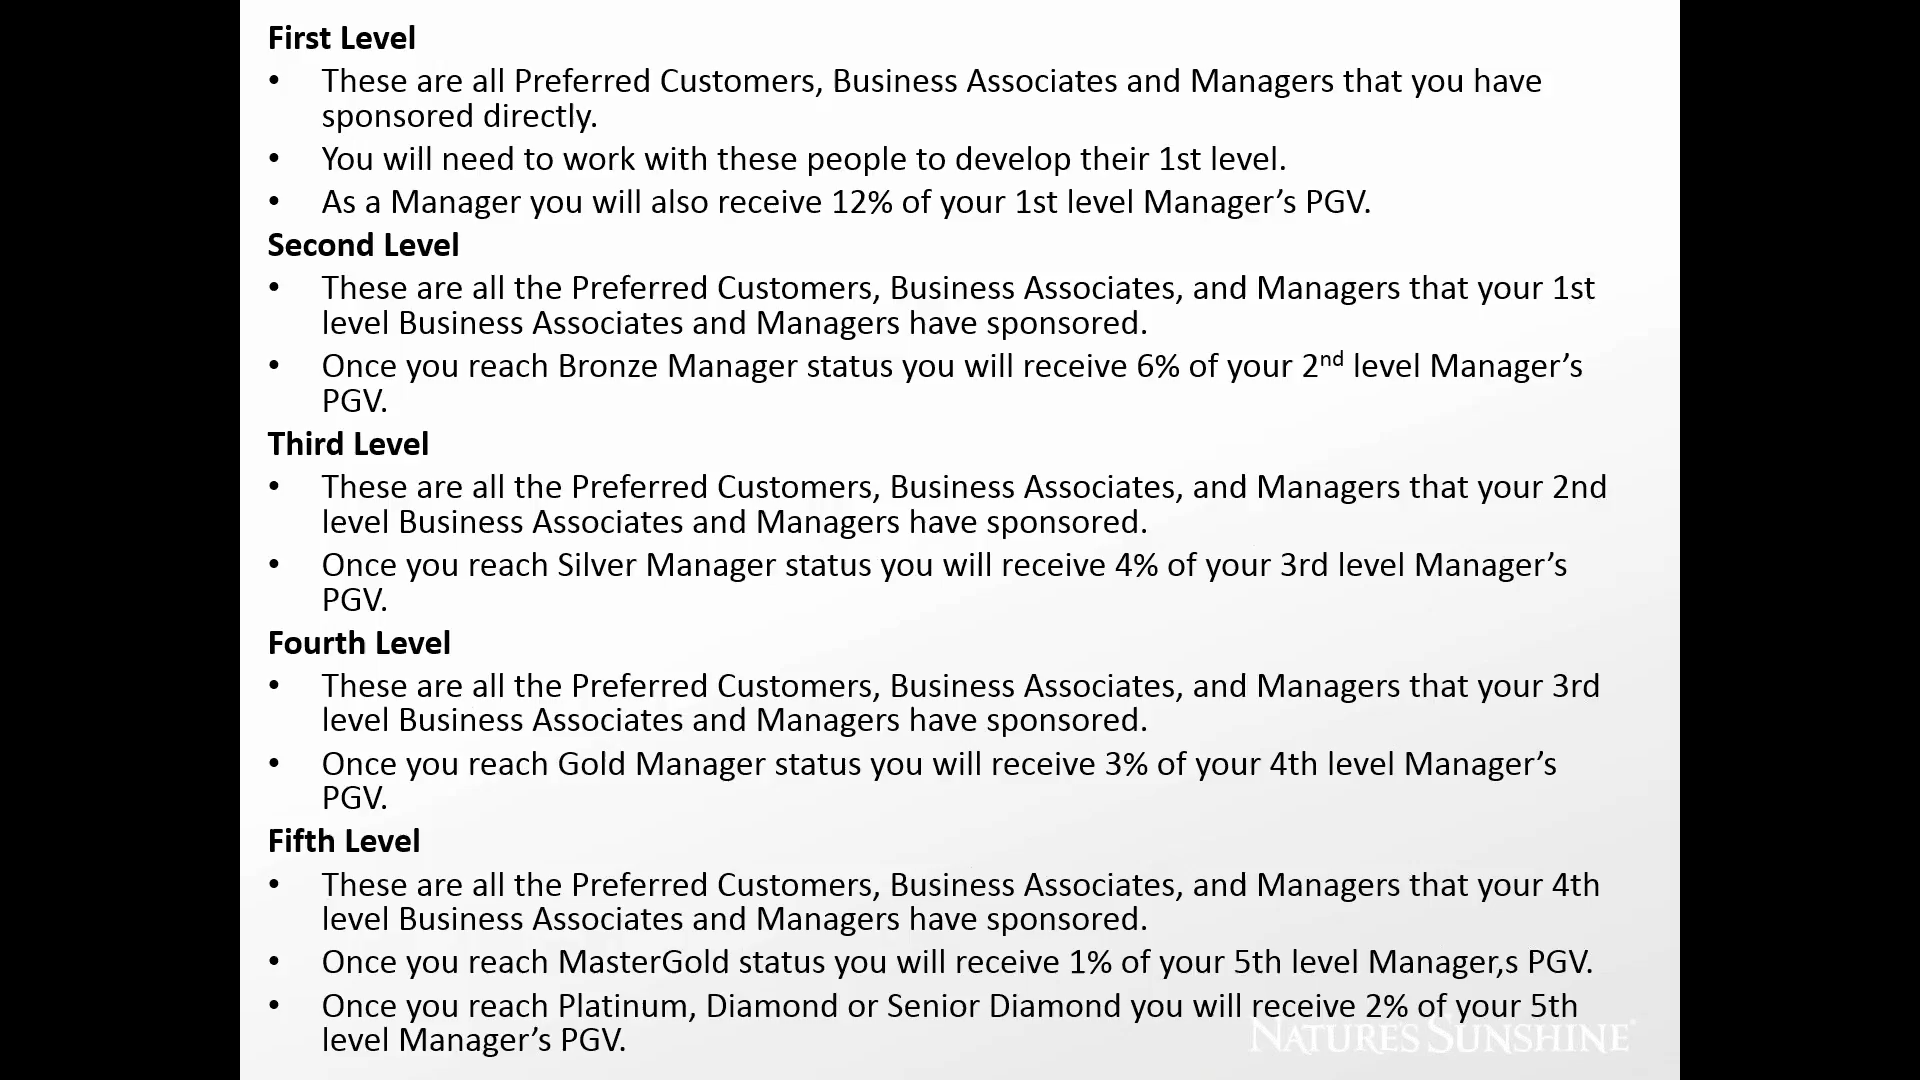 First Level
• These are all Preferred Customers, Business Associates and Managers that you have
sponsored directly.
• You will need to work with these people to develop their 1st level.
• As a Manager you will also receive 12% of your 1st level Manager’s PGV.
Second Level
• These are all the Preferred Customers, Business Associates, and Managers that your 1st
level Business Associates and Managers have sponsored.
• Once you reach Bronze Manager status you will receive 6% of your 2nd level Manager’s
PGV.
Third Level
• These are all the Preferred Customers, Business Associates, and Managers that your 2nd
level Business Associates and Managers have sponsored.
• Once you reach Silver Manager status you will receive 4% of your 3rd level Manager’s
PGV.
Fourth Level
• These are all the Preferred Customers, Business Associates, and Managers that your 3rd
level Business Associates and Managers have sponsored.
• Once you reach Gold Manager status you will receive 3% of your 4th level Manager’s
PGV.
Fifth Level
• These are all the Preferred Customers, Business Associates, and Managers that your 4th
level Business Associates and Managers have sponsored.
• Once you reach MasterGold status you will receive 1% of your 5th level Manager,s PGV.
• Once you reach Platinum, Diamond or Senior Diamond you will receive 2% of your 5th
level Manager’s PGV.
NATURE'S SUNSHINE®